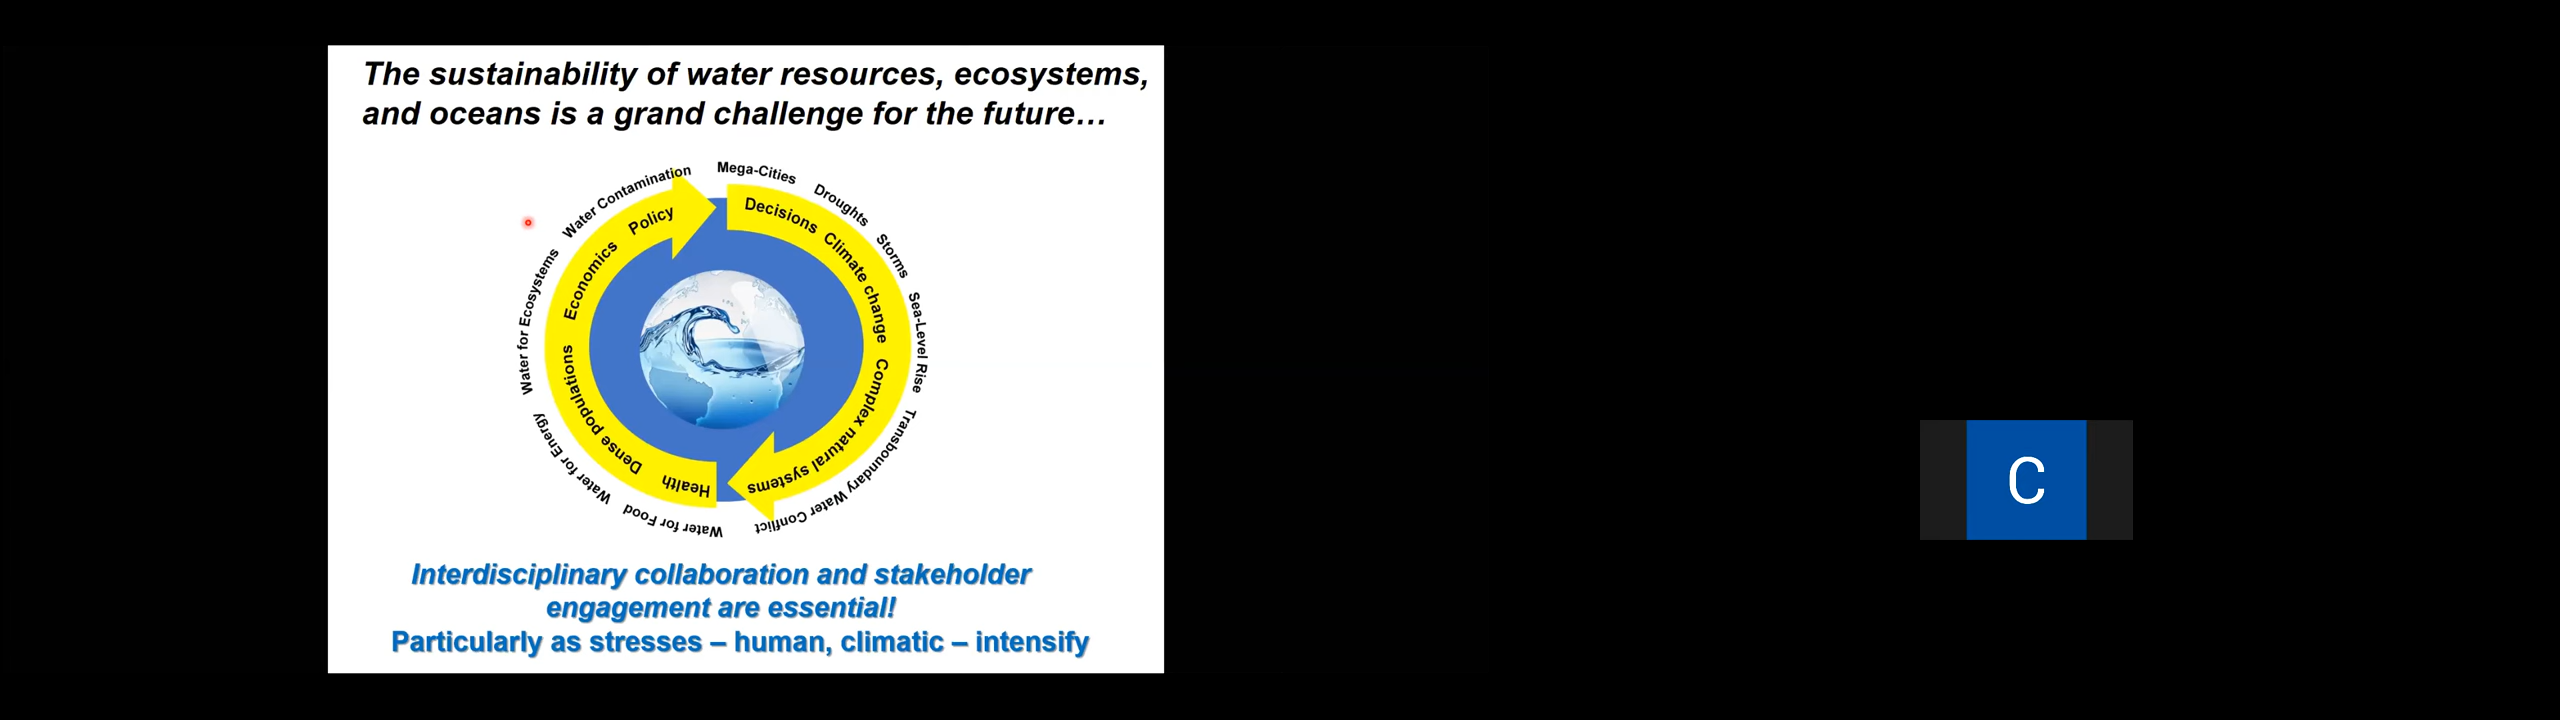 The sustainability of water resources, ecosystems,
and oceans is a grand challenge for the future…
Mega-Cities
Droughts
Storms
Sea-Level Rise
Transboundary Water Conflict
Water for Food
Water for Energy
Water for Ecosystems
Water Contamination
Decisions
Climate change
Complex natural systems
Health
Dense populations
Economics
Policy
Interdisciplinary collaboration and stakeholder
engagement are essential!
Particularly as stresses – human, climatic – intensify
C